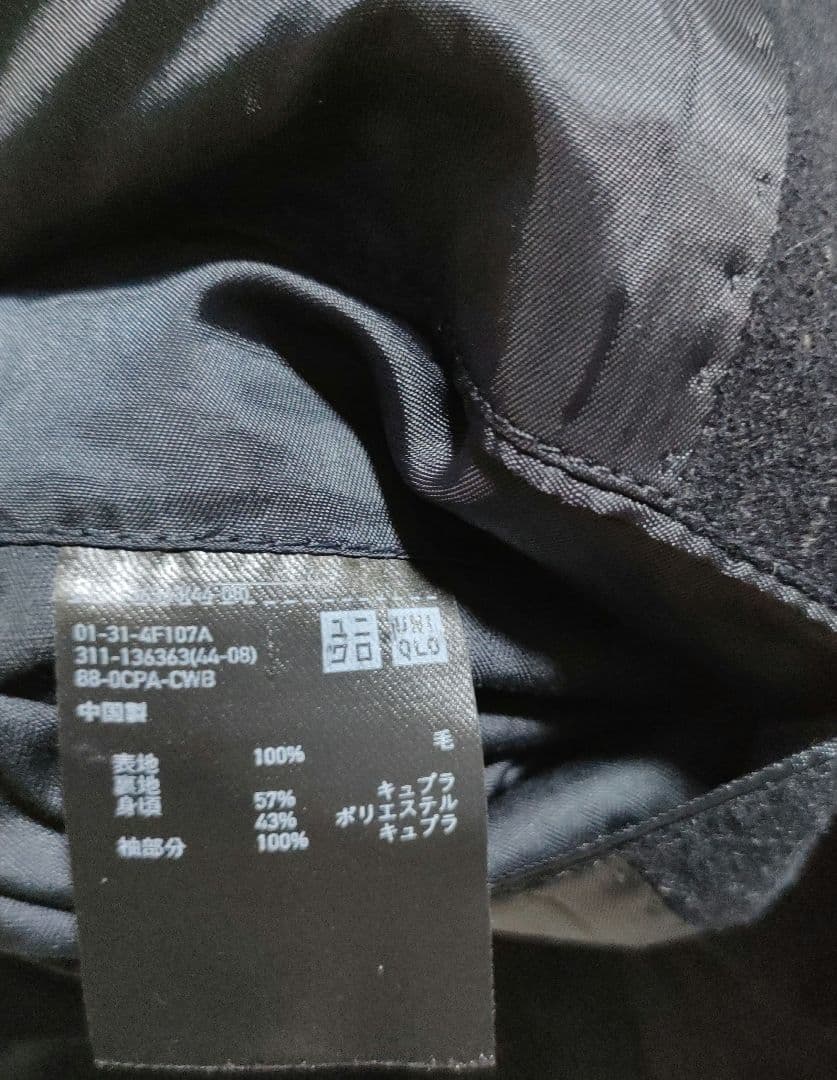 01-31-4F107A
311-136363(44-08)
88-0CPA-CWB
ユニクロ
UNIQLO
中国製
表地 100% 毛
裏地
身頃 57% キュプラ
43% ポリエステル
袖部分 100% キュプラ